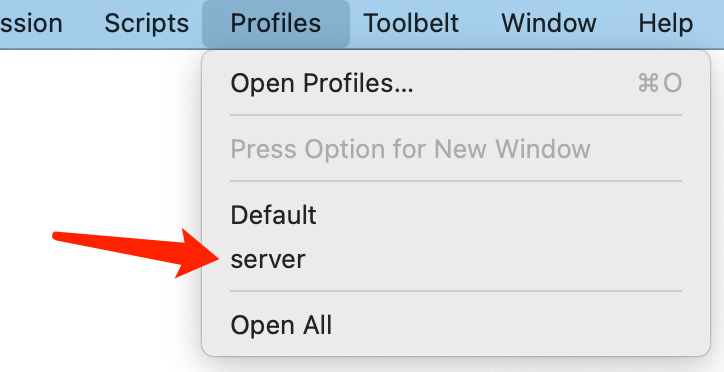 ssion Scripts Profiles Toolbelt Window Help
Open Profiles... ⌘O
Press Option for New Window
Default
server
Open All